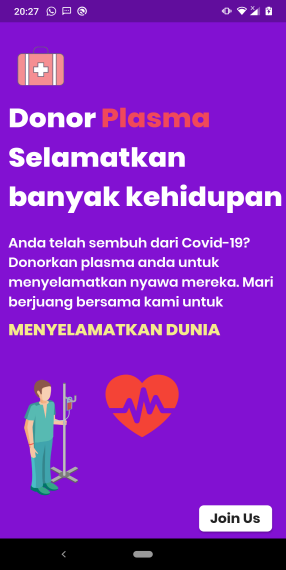 20:27
Donor Plasma
Selamatkan
banyak kehidupan
Anda telah sembuh dari Covid-19?
Donorkan plasma anda untuk
menyelamatkan nyawa mereka. Mari
berjuang bersama kami untuk
MENYELAMATKAN DUNIA
Join Us